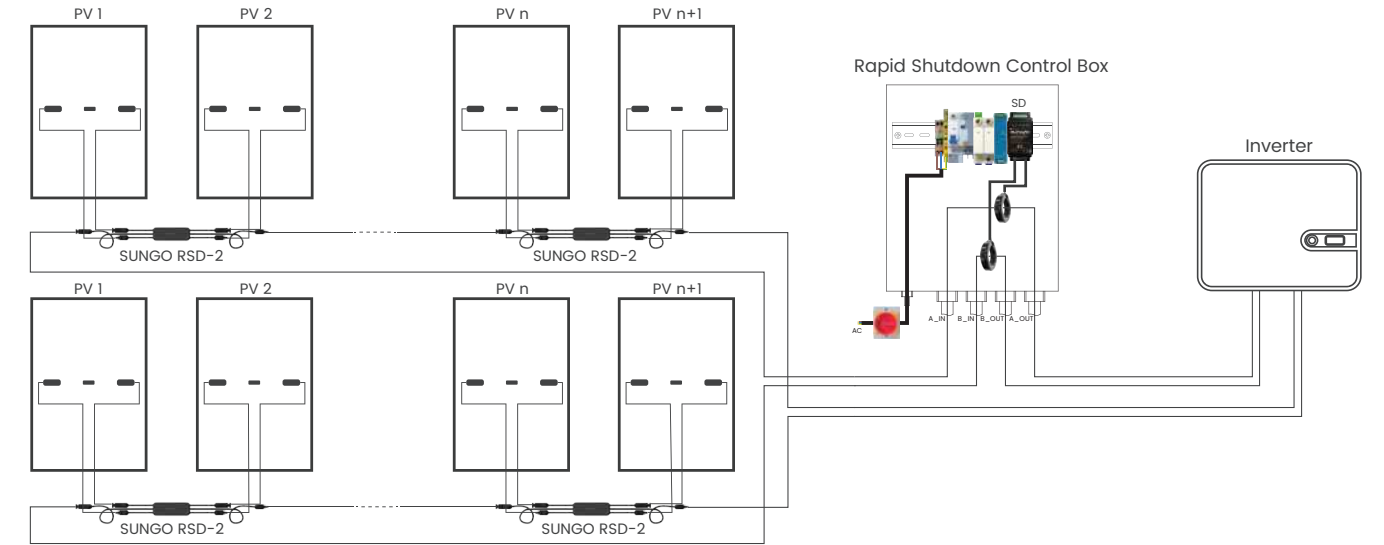 PV 1
PV 2
PV n
PV n+1
SUNGO RSD-2
SUNGO RSD-2
Rapid Shutdown Control Box
SD
Inverter
AC
A_IN
B_IN
B_OUT
A_OUT
PV 1
PV 2
PV n
PV n+1
SUNGO RSD-2
SUNGO RSD-2